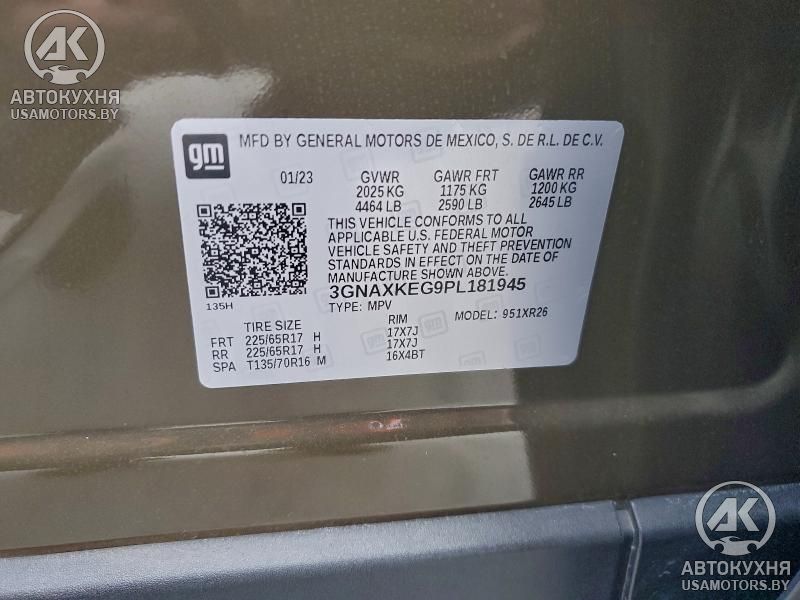 АК
АВТОКУХНЯ
USAMOTORS.BY
gm MFD BY GENERAL MOTORS DE MEXICO, S. DE R.L. DE C.V.
01/23 GVWR GAWR FRT GAWR RR
2025 KG 1175 KG 1200 KG
4464 LB 2590 LB 2645 LB
THIS VEHICLE CONFORMS TO ALL
APPLICABLE U.S. FEDERAL MOTOR
VEHICLE SAFETY AND THEFT PREVENTION
STANDARDS IN EFFECT ON THE DATE OF
MANUFACTURE SHOWN ABOVE.
3GNAXKEG9PL181945
135H
TYPE: MPV MODEL: 951XR26
TIRE SIZE RIM
FRT 225/65R17 H 17X7J
RR 225/65R17 H 17X7J
SPA T135/70R16 M 16X4BT
АК
АВТОКУХНЯ
USAMOTORS.BY